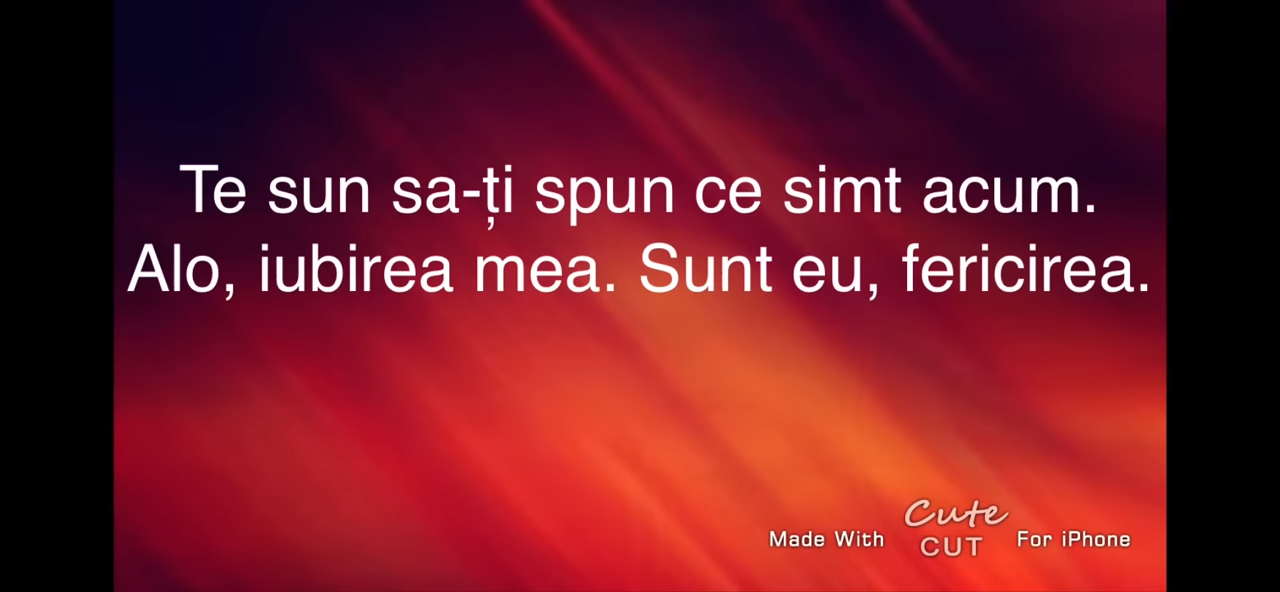 Te sun sa-ți spun ce simt acum.
Alo, iubirea mea. Sunt eu, fericirea.
Made With Cute CUT For iPhone